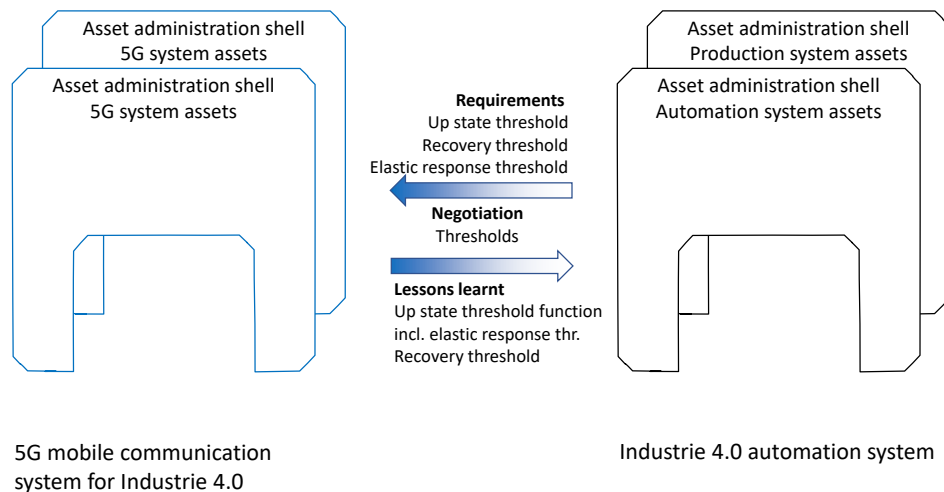 Asset administration shell
5G system assets
Asset administration shell
5G system assets
Requirements
Up state threshold
Recovery threshold
Elastic response threshold
Negotiation
Thresholds
Lessons learnt
Up state threshold function
incl. elastic response thr.
Recovery threshold
Asset administration shell
Production system assets
Asset administration shell
Automation system assets
5G mobile communication
system for Industrie 4.0
Industrie 4.0 automation system